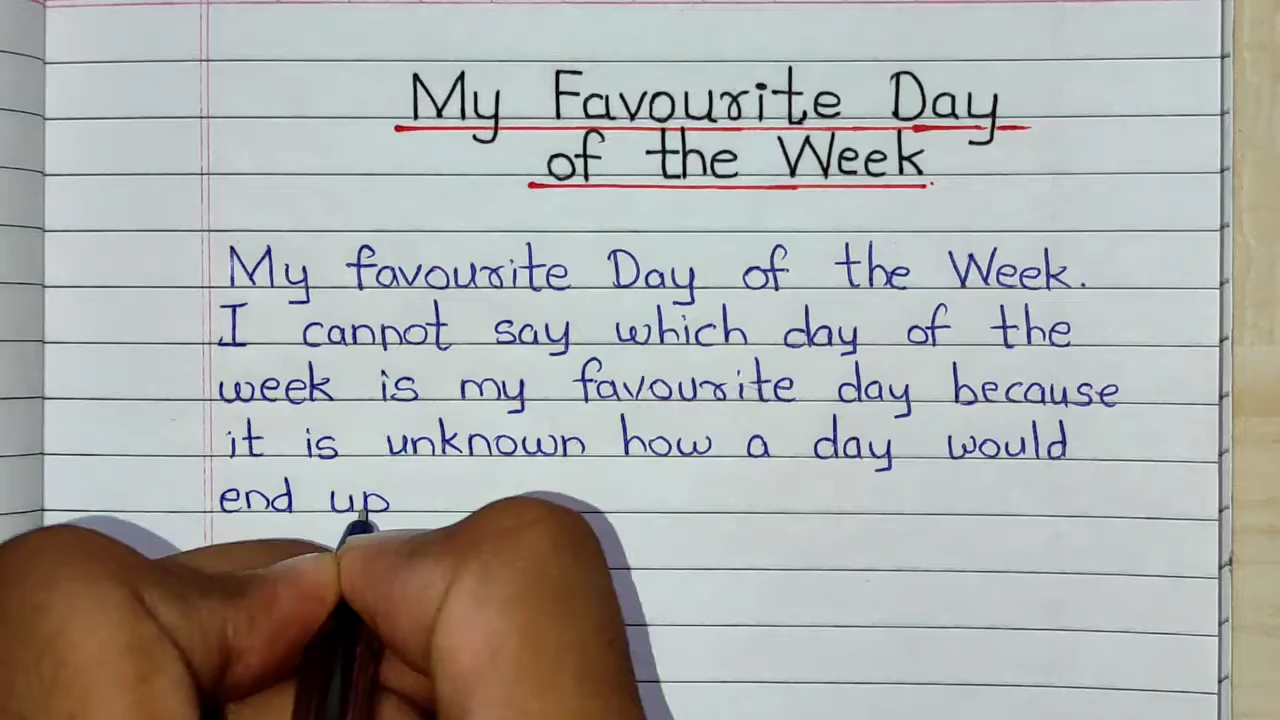 My Favourite Day
of the Week
My favourite Day of the Week.
I cannot say which day of the
week is my favourite day because
it is unknown how a day would
end up